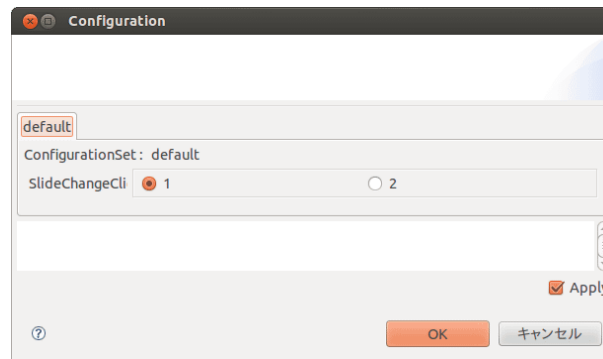 Configuration
default
ConfigurationSet: default
SlideChangeCli 1 2
Apply
OK キャンセル